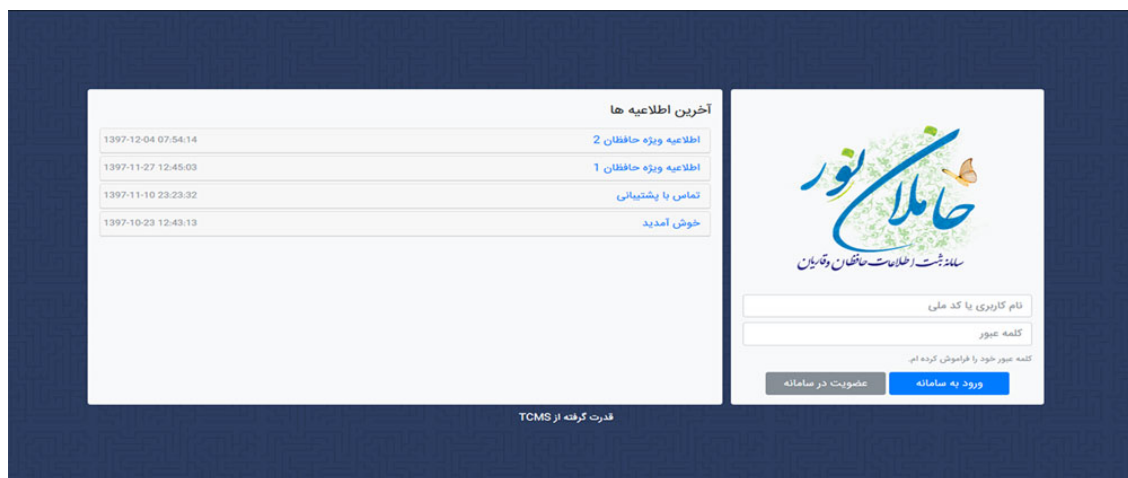 حاملان نور
سامانه ثبت اطلاعات حافظان وقاریان
نام کاربری یا کد ملی
کلمه عبور
کلمه عبور خود را فراموش کرده ام.
ورود به سامانه
عضویت در سامانه
آخرین اطلاعیه ها
اطلاعیه ویژه حافظان 2 1397-12-04 07:54:14
اطلاعیه ویژه حافظان 1 1397-11-27 12:45:03
تماس با پشتیبانی 1397-11-10 23:23:32
خوش آمدید 1397-10-23 12:43:13
قدرت گرفته از TCMS